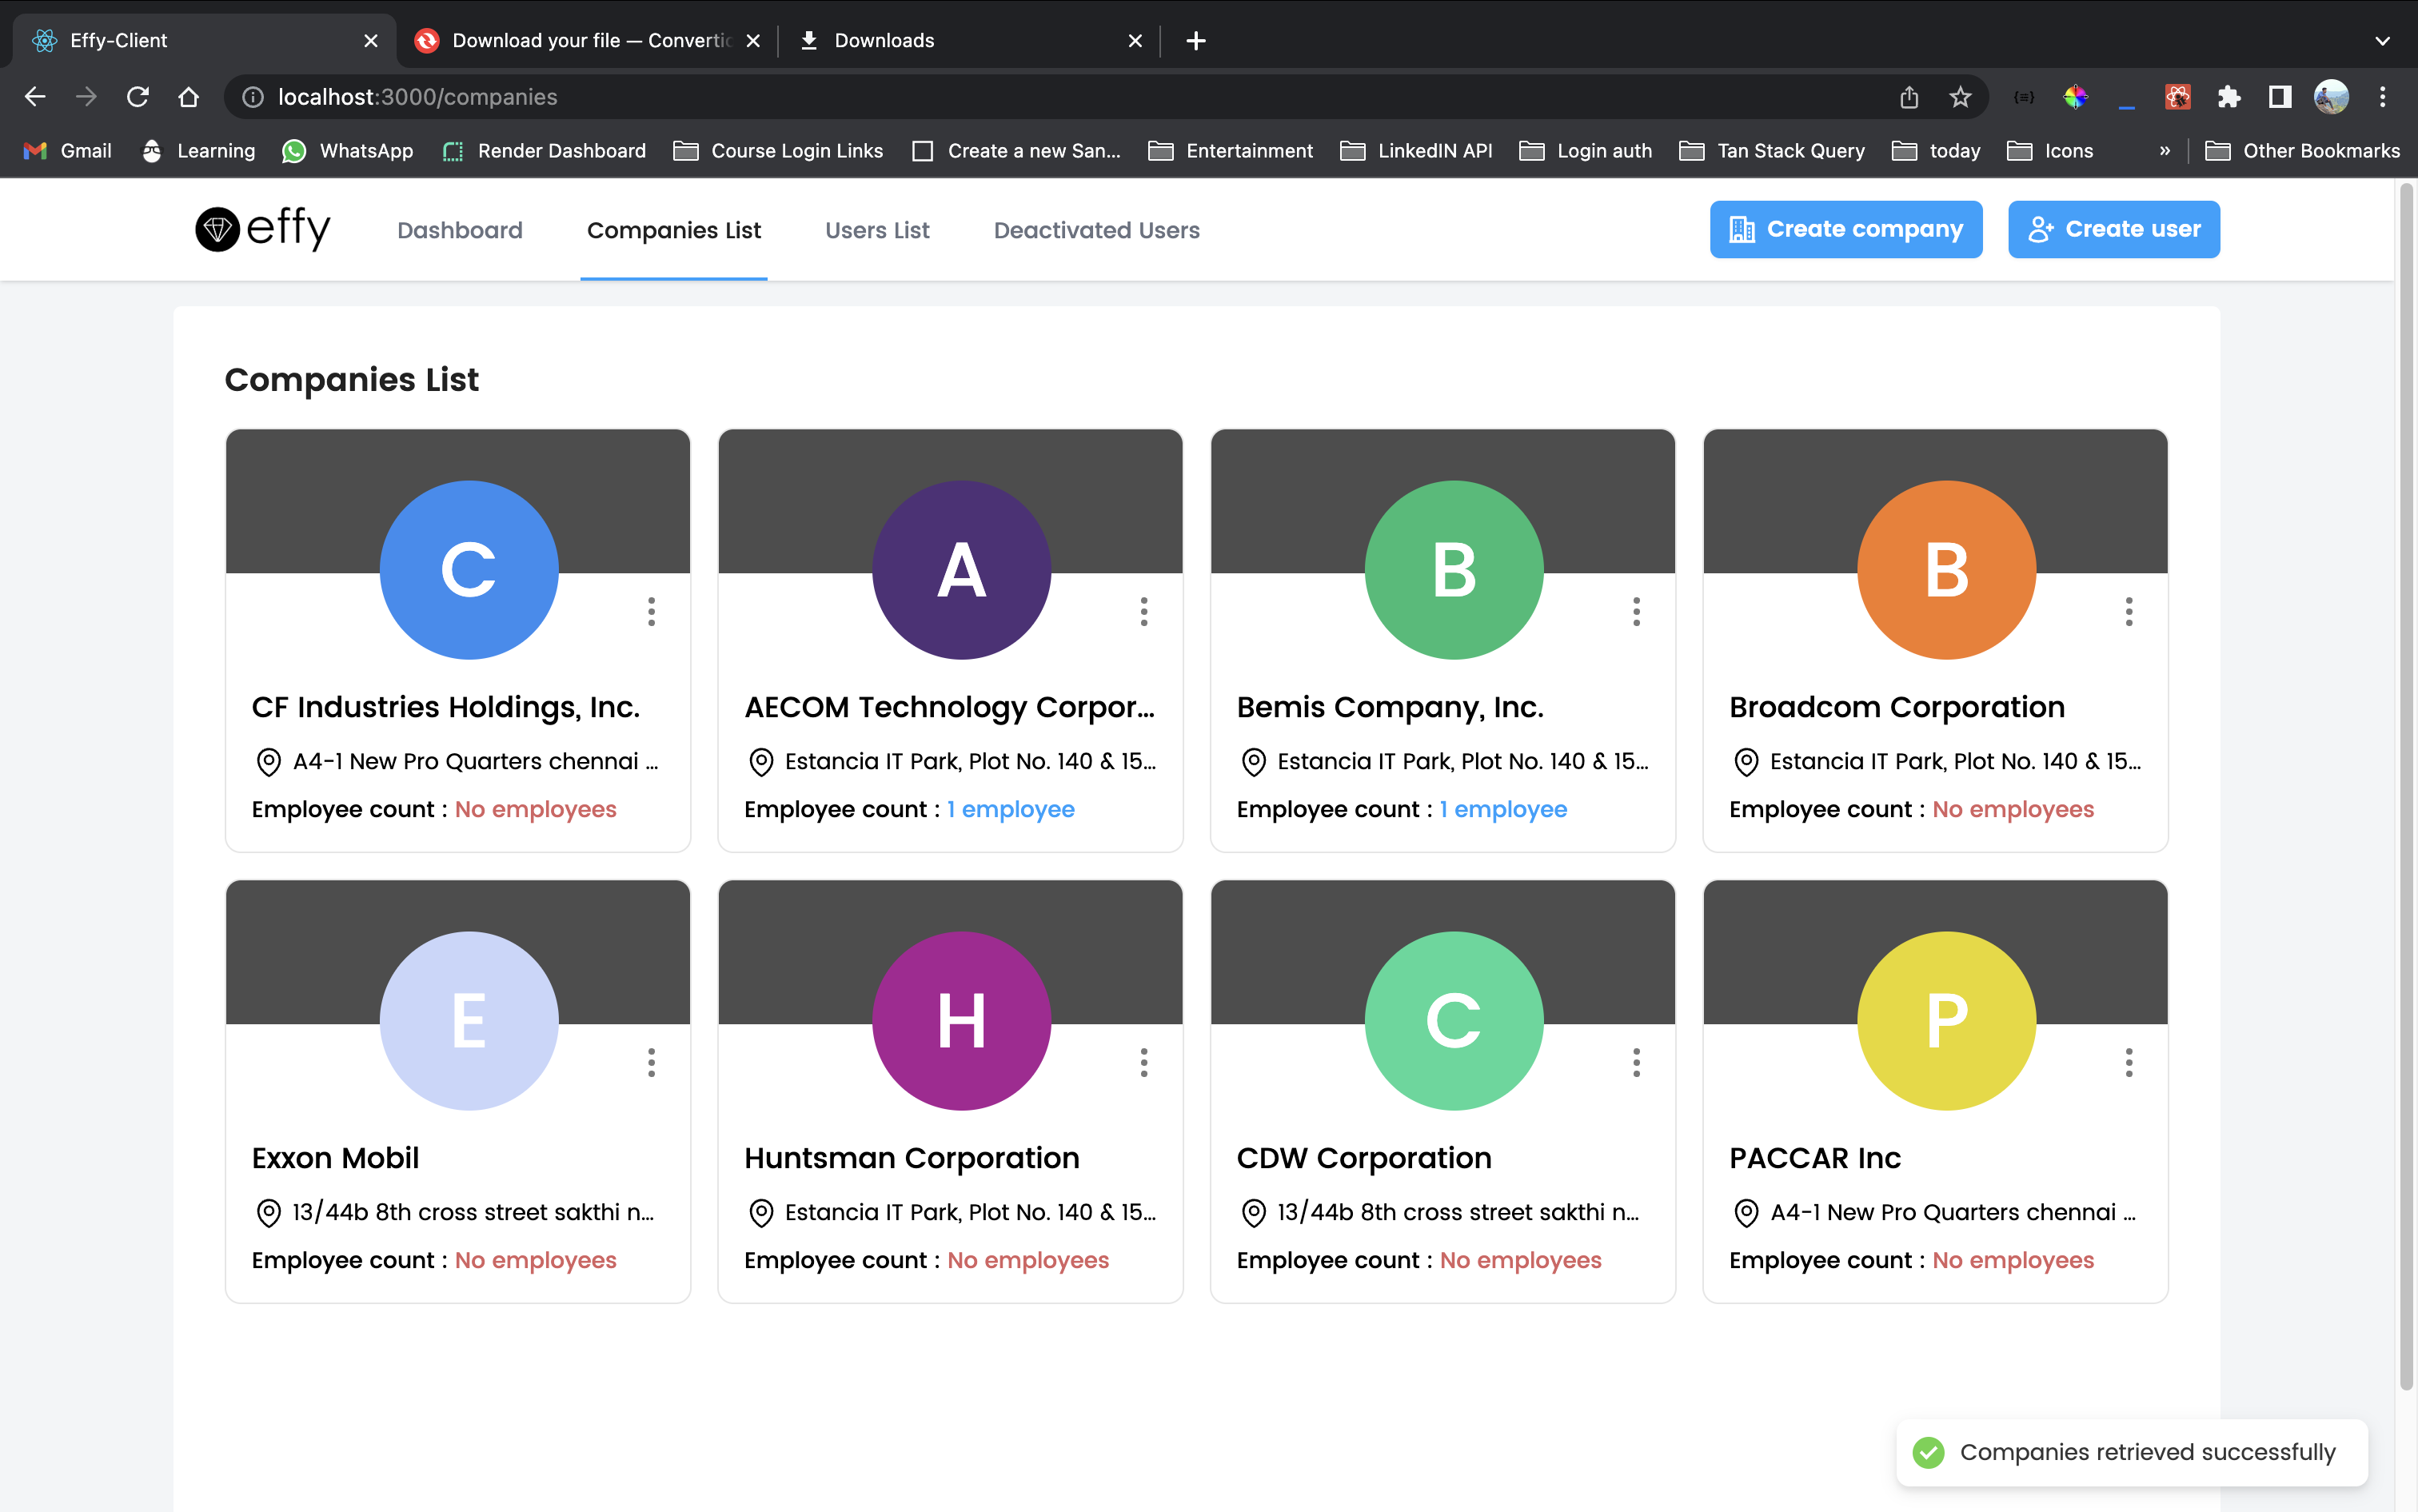 Effy-Client
Download your file — Convertic
Downloads
localhost:3000/companies
Gmail
Learning
WhatsApp
Render Dashboard
Course Login Links
Create a new San...
Entertainment
LinkedIN API
Login auth
Tan Stack Query
today
Icons
»
Other Bookmarks
effy
Dashboard
Companies List
Users List
Deactivated Users
Create company
Create user
Companies List
C
A
B
B
CF Industries Holdings, Inc.
A4-1 New Pro Quarters chennai ...
Employee count : No employees
AECOM Technology Corpor...
Estancia IT Park, Plot No. 140 & 15...
Employee count : 1 employee
Bemis Company, Inc.
Estancia IT Park, Plot No. 140 & 15...
Employee count : 1 employee
Broadcom Corporation
Estancia IT Park, Plot No. 140 & 15...
Employee count : No employees
E
H
C
P
Exxon Mobil
13/44b 8th cross street sakthi n...
Employee count : No employees
Huntsman Corporation
Estancia IT Park, Plot No. 140 & 15...
Employee count : No employees
CDW Corporation
13/44b 8th cross street sakthi n...
Employee count : No employees
PACCAR Inc
A4-1 New Pro Quarters chennai ...
Employee count : No employees
Companies retrieved successfully